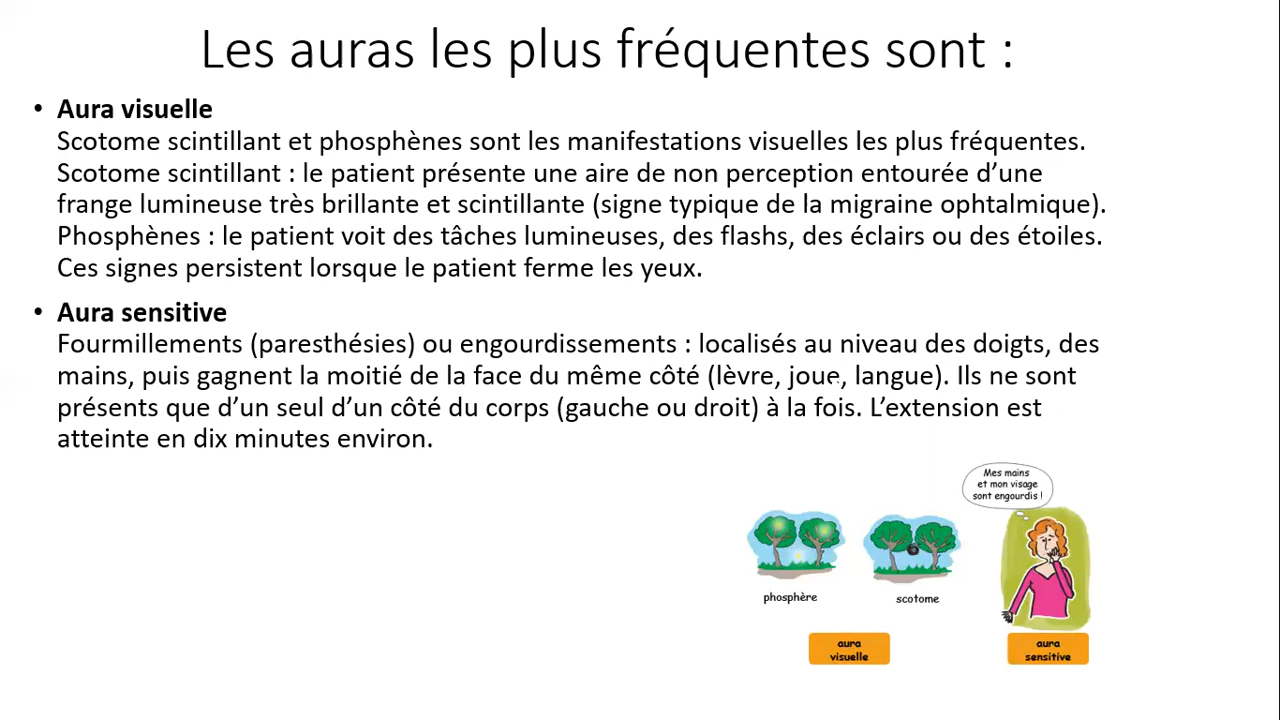 Les auras les plus fréquentes sont :
• Aura visuelle
Scotome scintillant et phosphènes sont les manifestations visuelles les plus fréquentes.
Scotome scintillant : le patient présente une aire de non perception entourée d’une
frange lumineuse très brillante et scintillante (signe typique de la migraine ophtalmique).
Phosphènes : le patient voit des tâches lumineuses, des flashs, des éclairs ou des étoiles.
Ces signes persistent lorsque le patient ferme les yeux.
• Aura sensitive
Fourmillements (paresthésies) ou engourdissements : localisés au niveau des doigts, des
mains, puis gagnent la moitié de la face du même côté (lèvre, joue, langue). Ils ne sont
présents que d’un seul d’un côté du corps (gauche ou droit) à la fois. L’extension est
atteinte en dix minutes environ.
Mes mains
et mon visage
sont engourdis !
phosphère
scotome
aura
visuelle
aura
sensitive